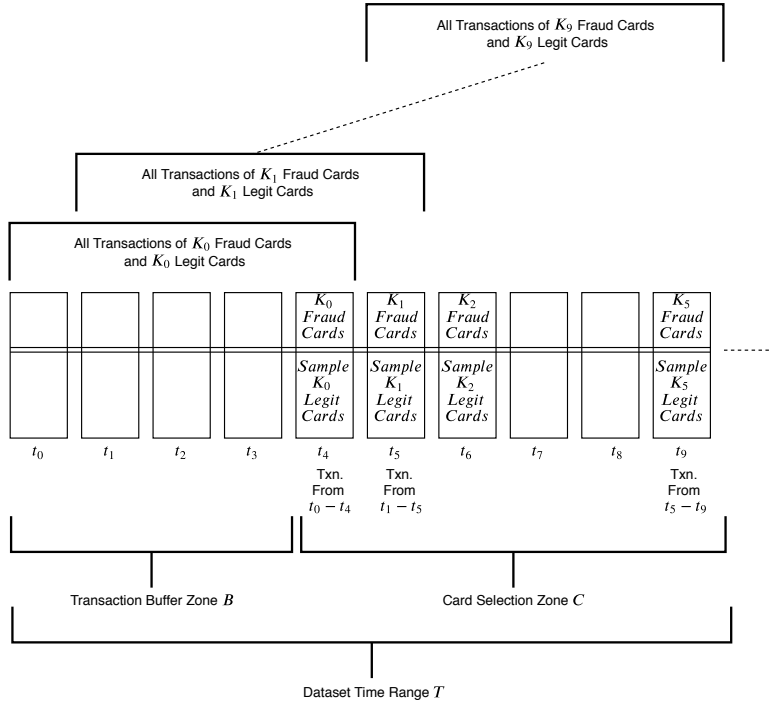 All Transactions of K₉ Fraud Cards
and K₉ Legit Cards
All Transactions of K₁ Fraud Cards
and K₁ Legit Cards
All Transactions of K₀ Fraud Cards
and K₀ Legit Cards
K₀
Fraud
Cards
K₁
Fraud
Cards
K₂
Fraud
Cards
K₅
Fraud
Cards
Sample
K₀
Legit
Cards
Sample
K₁
Legit
Cards
Sample
K₂
Legit
Cards
Sample
K₅
Legit
Cards
t₀ t₁ t₂ t₃ t₄ t₅ t₆ t₇ t₈ t₉
Txn.
From
t₀ − t₄
Txn.
From
t₁ − t₅
Txn.
From
t₅ − t₉
Transaction Buffer Zone B
Card Selection Zone C
Dataset Time Range T